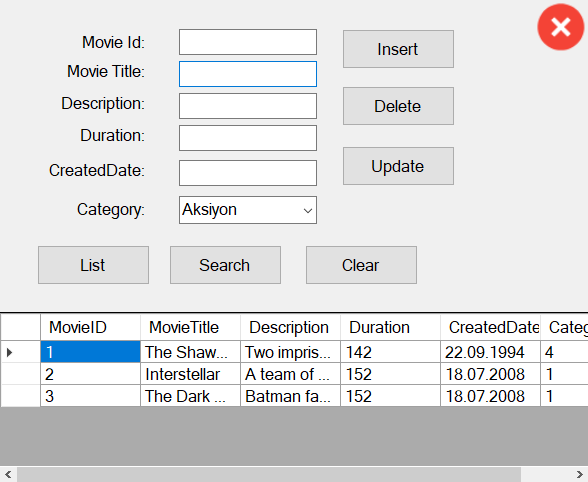 Movie Id:
Insert
Movie Title:
Description:
Delete
Duration:
CreatedDate:
Update
Category:
Aksiyon
List Search Clear
MovieID MovieTitle Description Duration CreatedDate Categ
1 The Shaw... Two impris... 142 22.09.1994 4
2 Interstellar A team of ... 152 18.07.2008 1
3 The Dark ... Batman fa... 152 18.07.2008 1